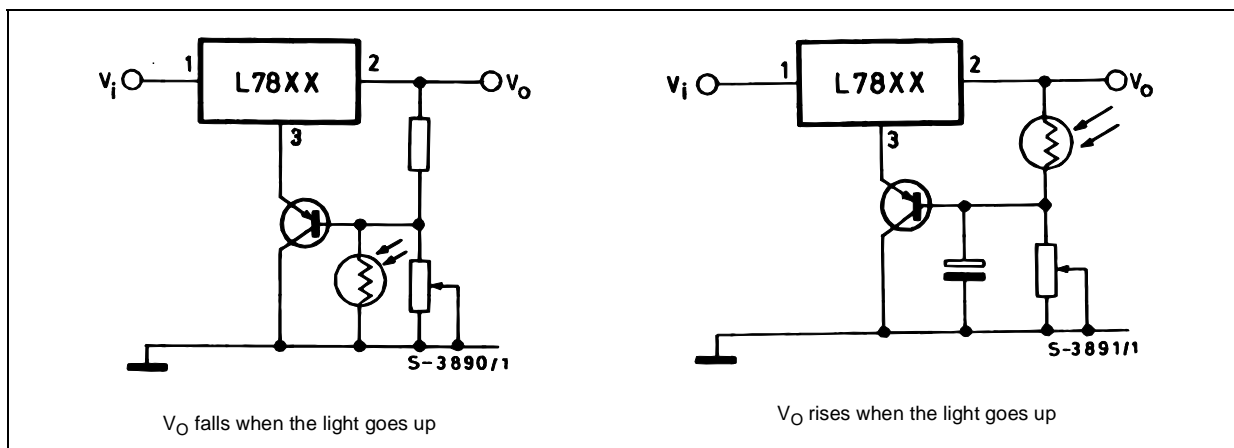 1
L78XX
2
Vi
Vo
3
S-3890/1
VO falls when the light goes up
1
L78XX
2
Vi
Vo
3
S-3891/1
VO rises when the light goes up